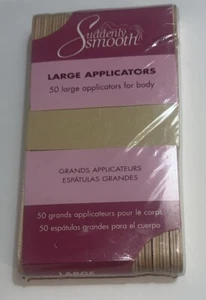 Suddenly
Smooth
LARGE APPLICATORS
50 large applicators for body
GRANDS APPLICATEURS
ESPÁTULAS GRANDES
50 grands applicateurs pour le corps
50 espátulas grandes para el cuerpo
LARGE